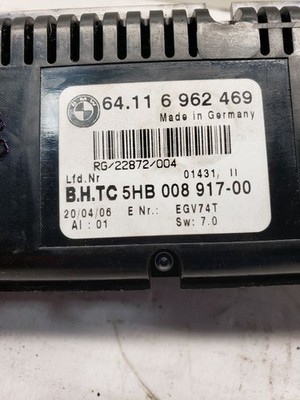 BMW
64.11 6 962 469
Made in Germany
RG/22872/004
Lfd.Nr 01431, II
B.H.TC 5HB 008 917-00
20/04/06 E Nr.: EGV74T
AI : 01 Sw: 7.0